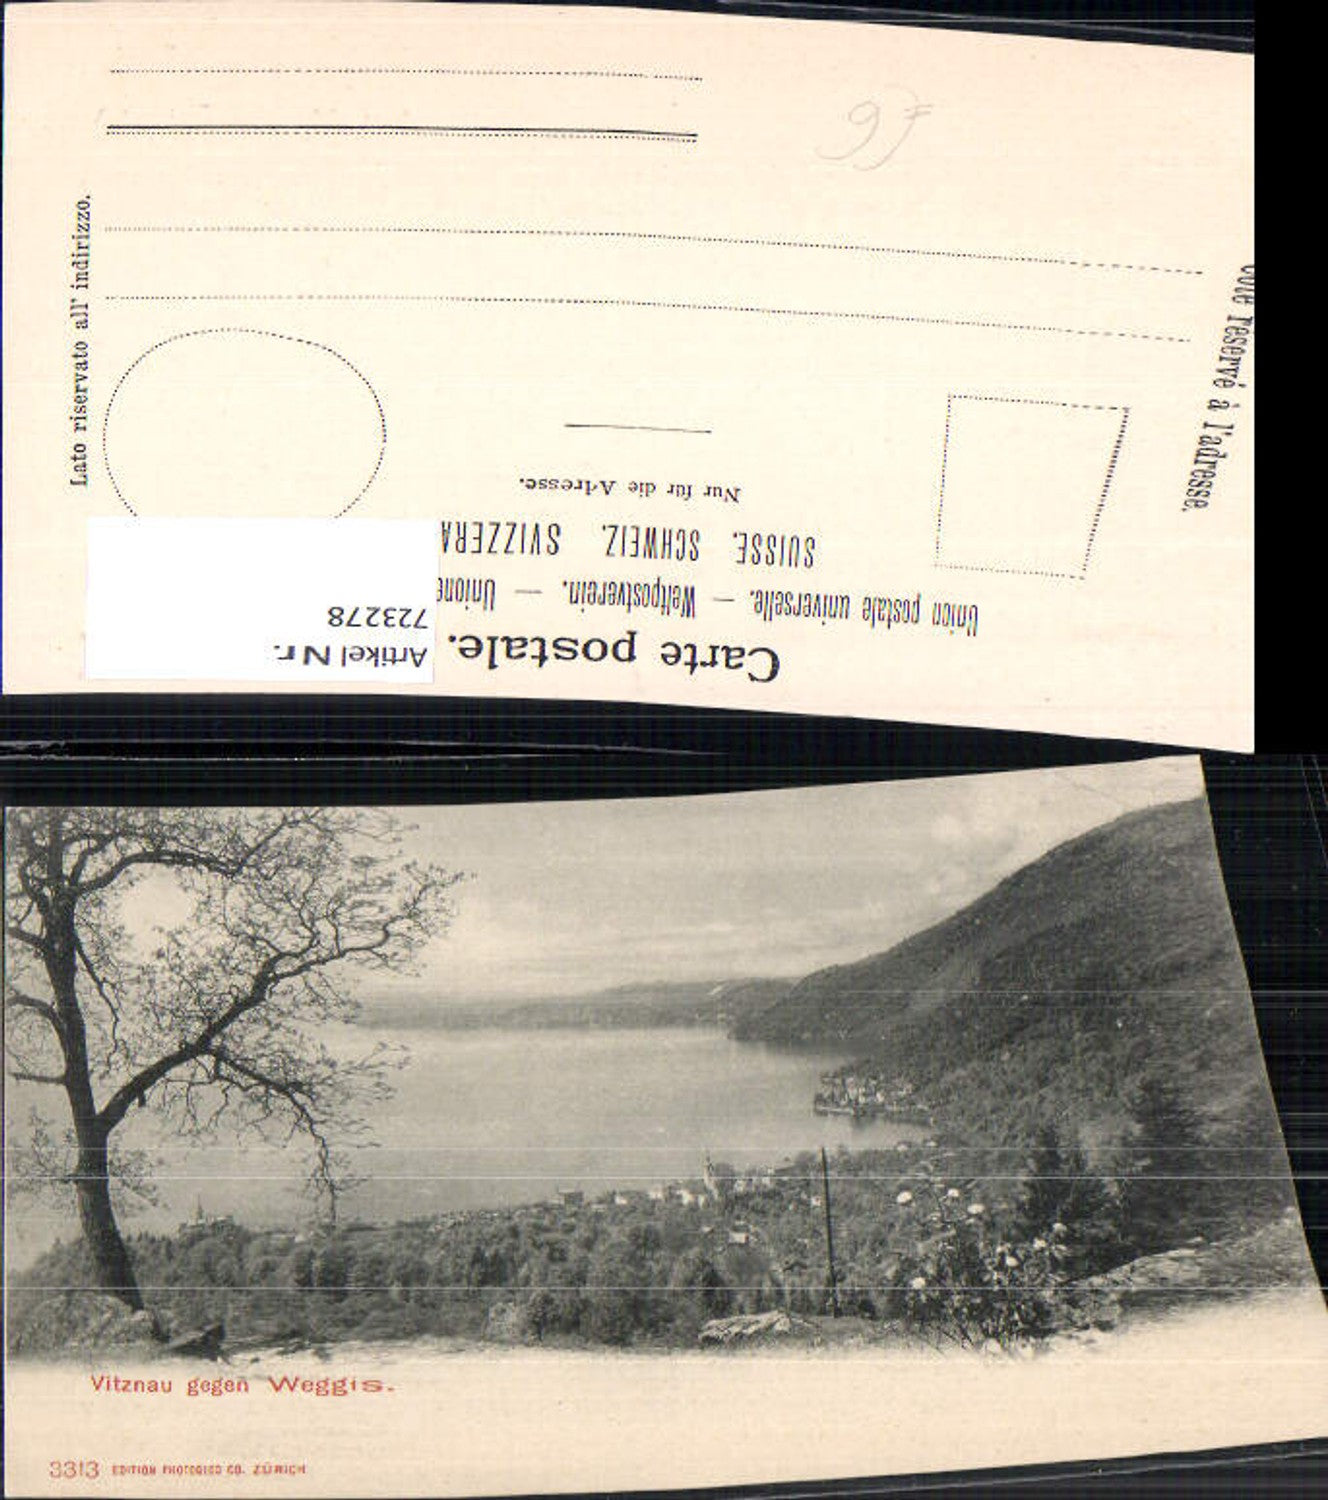 Carte postale.
Union postale universelle. — Weltpostverein. — Unione
SUISSE. SCHWEIZ. SVIZZERA
Nur für die Adresse.
Côté réservé à l'adresse.
Lato riservato all' indirizzo.
Artikel Nr.
723278
Vitznau gegen Weggis.
3313 EDITION PHOTOGLOB CO. ZÜRICH